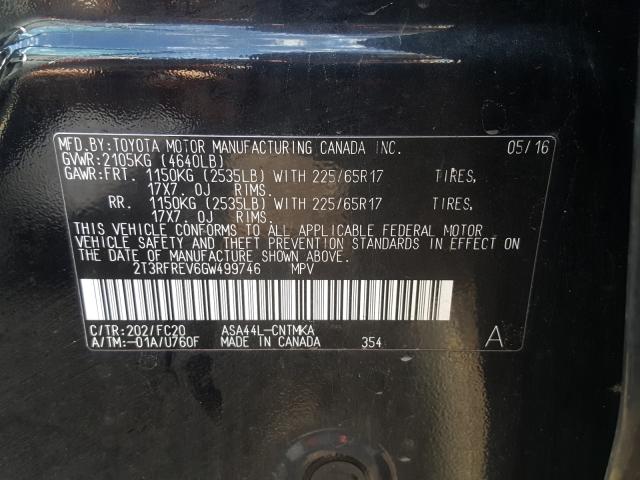 MFD.BY:TOYOTA MOTOR MANUFACTURING CANADA INC. 05/16
GVWR:2105KG (4640LB)
GAWR:FRT. 1150KG (2535LB) WITH 225/65R17 TIRES,
17X7.0J RIMS.
RR. 1150KG (2535LB) WITH 225/65R17 TIRES,
17X7.0J RIMS.
THIS VEHICLE CONFORMS TO ALL APPLICABLE FEDERAL MOTOR
VEHICLE SAFETY AND THEFT PREVENTION STANDARDS IN EFFECT ON
THE DATE OF MANUFACTURE SHOWN ABOVE.
2T3RFREV6GW499746 MPV
C/TR:202/FC20 ASA44L-CNTMKA
A/TM:-01A/U760F MADE IN CANADA 354 A